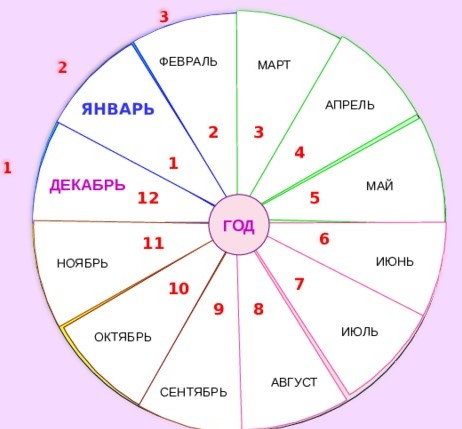 3
ФЕВРАЛЬ
МАРТ
2
ЯНВАРЬ
АПРЕЛЬ
2
3
4
1
1
ДЕКАБРЬ
12
5
МАЙ
ГОД
11
6
НОЯБРЬ
ИЮНЬ
10
7
9
8
ОКТЯБРЬ
ИЮЛЬ
СЕНТЯБРЬ
АВГУСТ